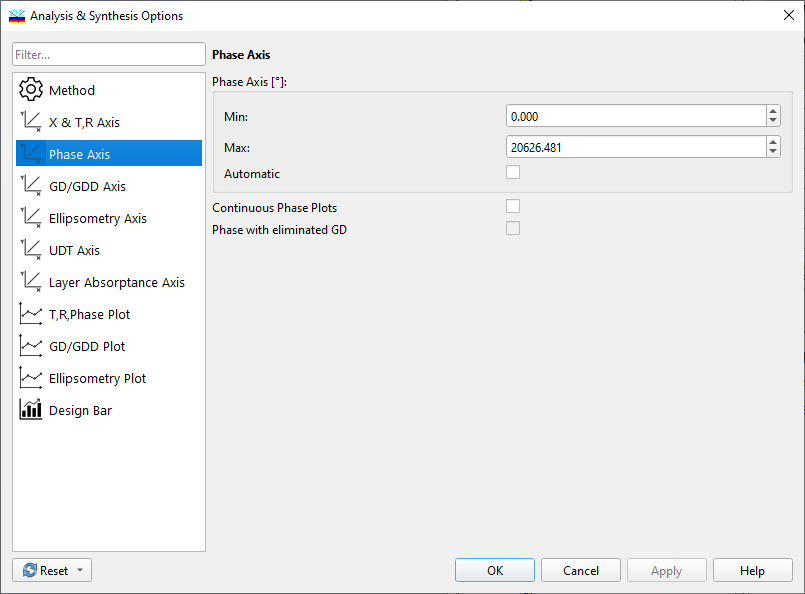 Analysis & Synthesis Options
Filter...
Method
X & T,R Axis
Phase Axis
GD/GDD Axis
Ellipsometry Axis
UDT Axis
Layer Absorptance Axis
T,R,Phase Plot
GD/GDD Plot
Ellipsometry Plot
Design Bar
Phase Axis
Phase Axis [°]:
Min: 0.000
Max: 20626.481
Automatic
Continuous Phase Plots
Phase with eliminated GD
Reset OK Cancel Apply Help